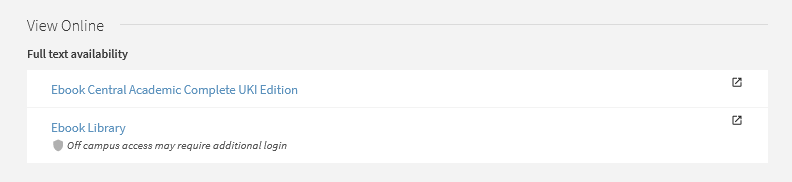 View Online
Full text availability
Ebook Central Academic Complete UKI Edition
Ebook Library
Off campus access may require additional login